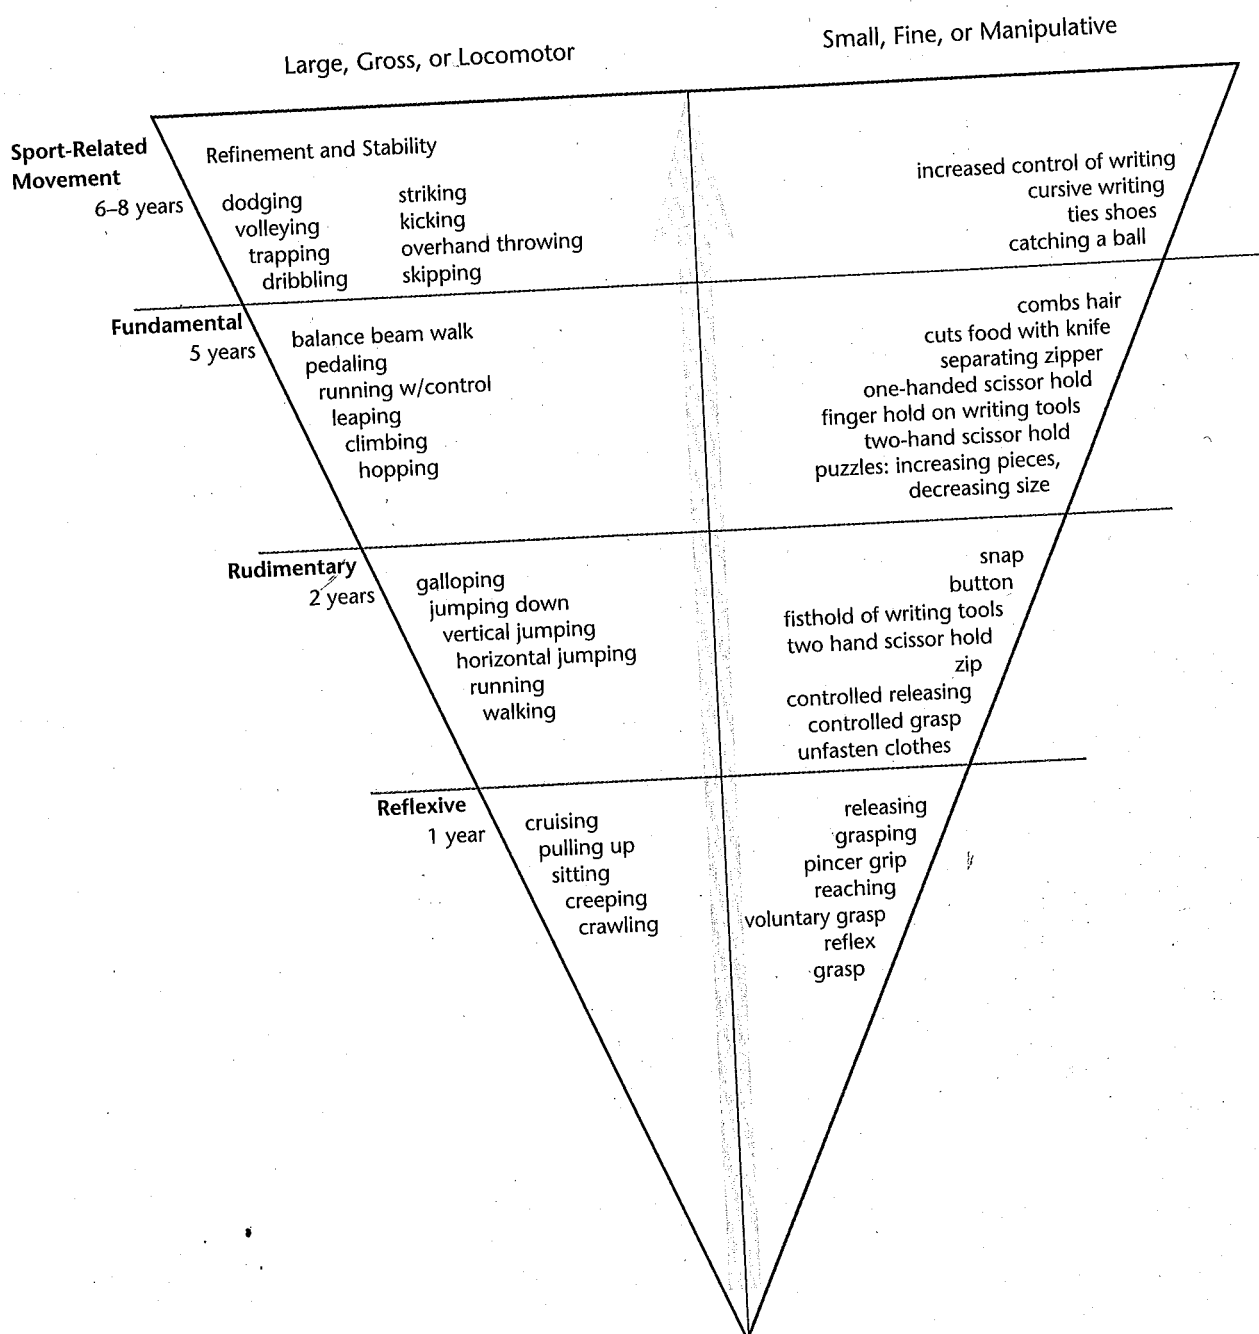 Large, Gross, or Locomotor
Small, Fine, or Manipulative
Sport-Related
Movement
6–8 years
Refinement and Stability
dodging
volleying
trapping
dribbling
striking
kicking
overhand throwing
skipping
increased control of writing
cursive writing
ties shoes
catching a ball
Fundamental
5 years
balance beam walk
pedaling
running w/control
leaping
climbing
hopping
combs hair
cuts food with knife
separating zipper
one-handed scissor hold
finger hold on writing tools
two-hand scissor hold
puzzles: increasing pieces,
decreasing size
Rudimentary
2 years
galloping
jumping down
vertical jumping
horizontal jumping
running
walking
snap
button
fisthold of writing tools
two hand scissor hold
zip
controlled releasing
controlled grasp
unfasten clothes
Reflexive
1 year
cruising
pulling up
sitting
creeping
crawling
releasing
grasping
pincer grip
reaching
voluntary grasp
reflex
grasp